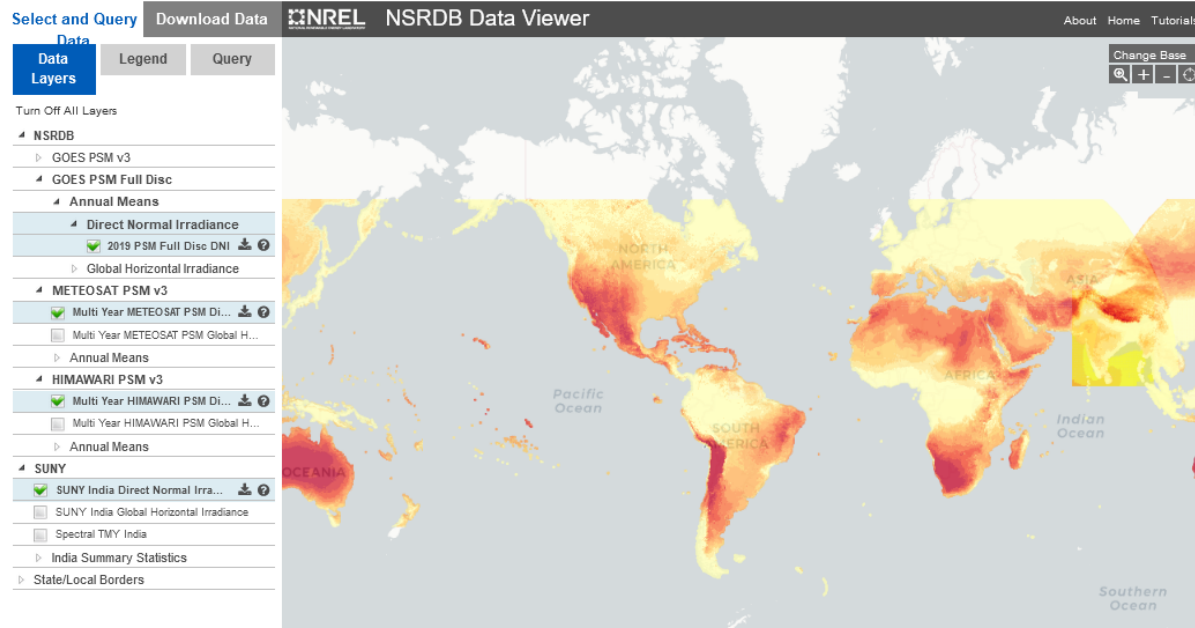 Select and Query
Data
Download Data
NREL
NATIONAL RENEWABLE ENERGY LABORATORY
NSRDB Data Viewer
About Home Tutorials
Data
Layers
Legend
Query
Change Base
Turn Off All Layers
NSRDB
GOES PSM v3
GOES PSM Full Disc
Annual Means
Direct Normal Irradiance
2019 PSM Full Disc DNI
Global Horizontal Irradiance
METEOSAT PSM v3
Multi Year METEOSAT PSM Di...
Multi Year METEOSAT PSM Global H...
Annual Means
HIMAWARI PSM v3
Multi Year HIMAWARI PSM Di...
Multi Year HIMAWARI PSM Global H...
Annual Means
SUNY
SUNY India Direct Normal Irra...
SUNY India Global Horizontal Irradiance
Spectral TMY India
India Summary Statistics
State/Local Borders
NORTH
AMERICA
ASIA
AFRICA
Pacific
Ocean
SOUTH
AMERICA
Indian
Ocean
OCEANIA
Southern
Ocean